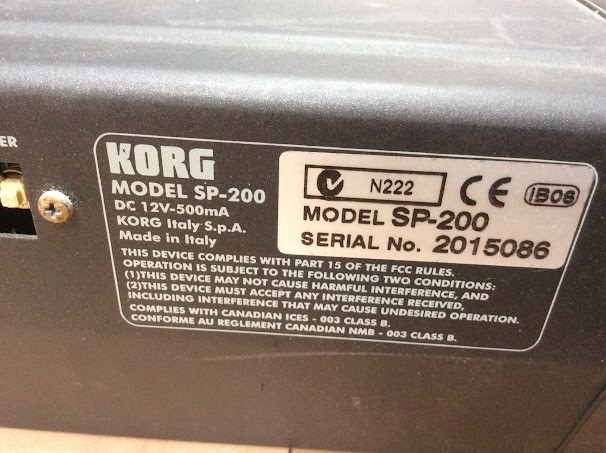 ER
KORG
MODEL SP-200
DC 12V-500mA
KORG Italy S.p.A.
Made in Italy
N222 CE IB08
MODEL SP-200
SERIAL No. 2015086
THIS DEVICE COMPLIES WITH PART 15 OF THE FCC RULES.
OPERATION IS SUBJECT TO THE FOLLOWING TWO CONDITIONS:
(1)THIS DEVICE MAY NOT CAUSE HARMFUL INTERFERENCE, AND
(2)THIS DEVICE MUST ACCEPT ANY INTERFERENCE RECEIVED,
INCLUDING INTERFERENCE THAT MAY CAUSE UNDESIRED OPERATION.
COMPLIES WITH CANADIAN ICES - 003 CLASS B.
CONFORME AU REGLEMENT CANADIAN NMB - 003 CLASS B.